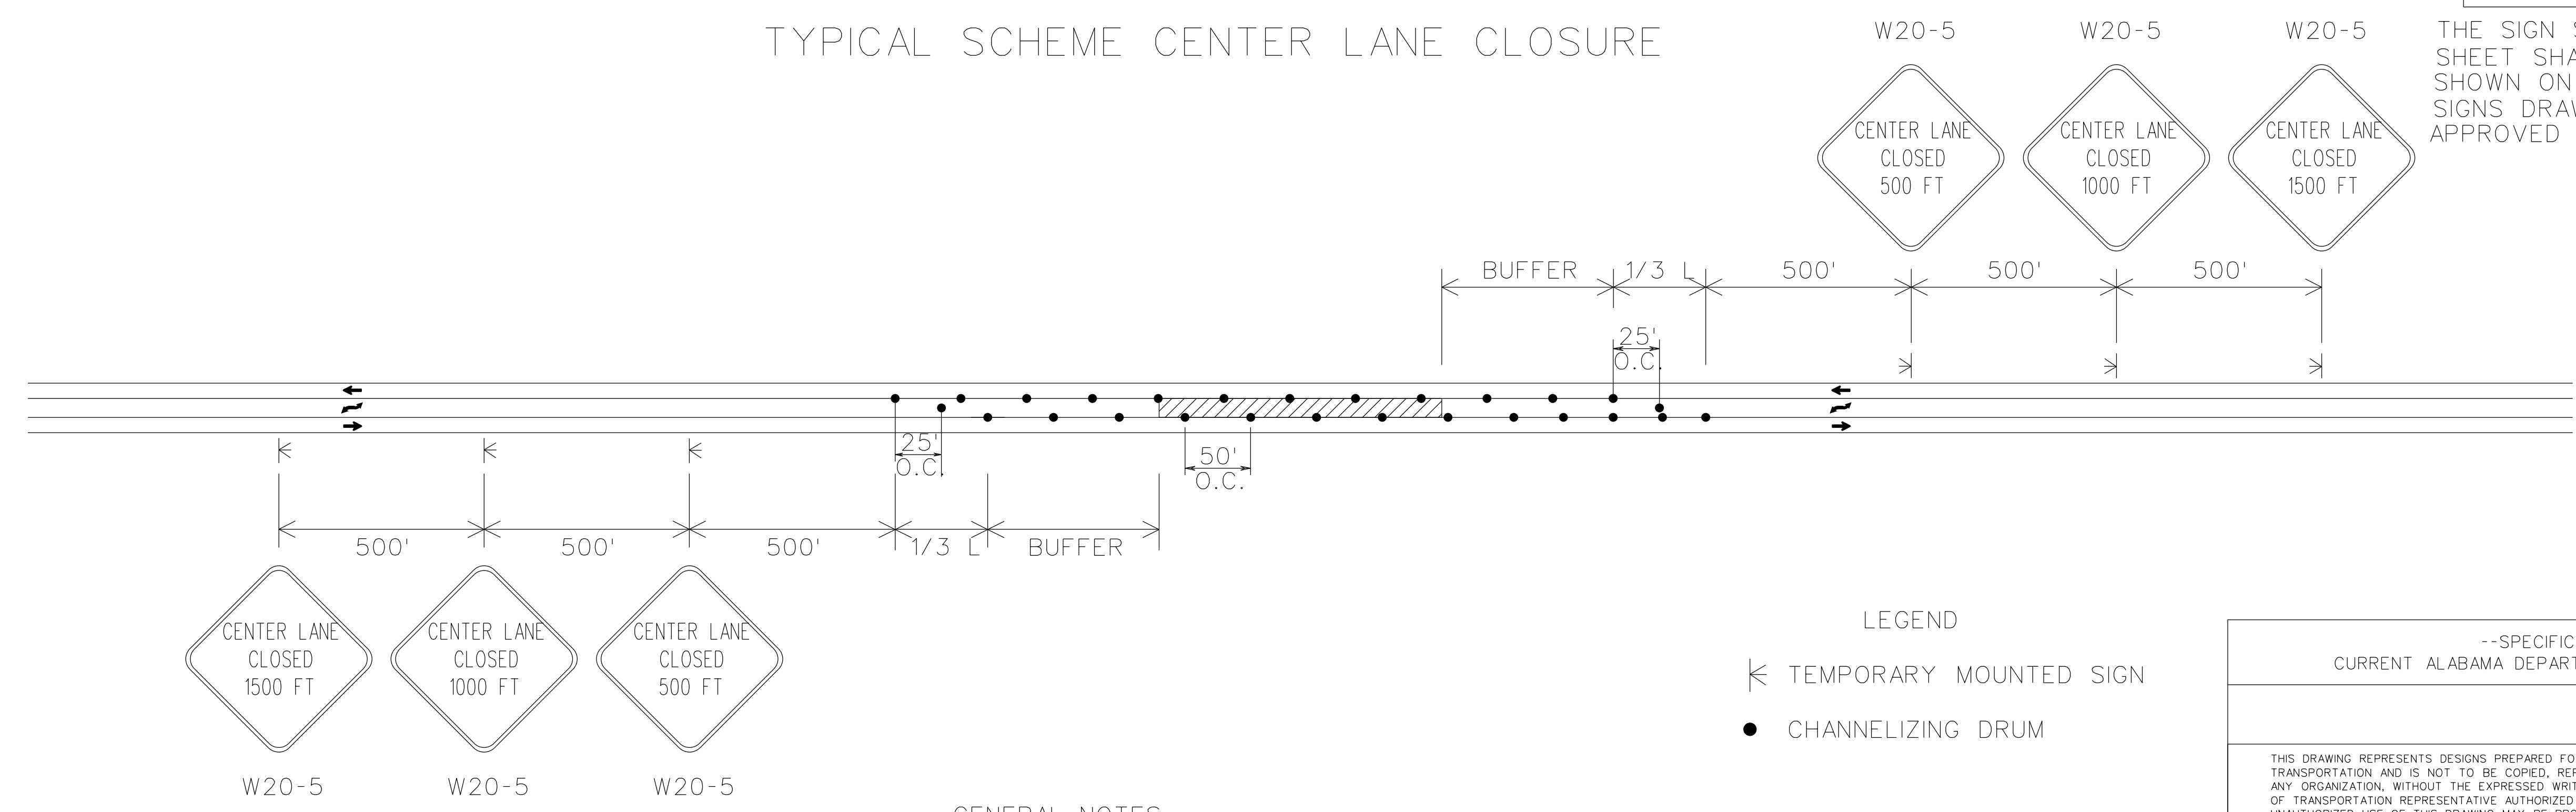 TYPICAL SCHEME CENTER LANE CLOSURE
W20-5
W20-5
W20-5
THE SIGN
SHEET
SHOWN ON
SIGNS
APPROVED
CENTER LANE
CLOSED
500 FT
CENTER LANE
CLOSED
1000 FT
CENTER LANE
CLOSED
1500 FT
BUFFER
1/3 L
500'
500'
500'
25'
O.C.
25'
O.C.
50'
O.C.
500'
500'
500'
1/3 L
BUFFER
CENTER LANE
CLOSED
1500 FT
CENTER LANE
CLOSED
1000 FT
CENTER LANE
CLOSED
500 FT
W20-5
W20-5
W20-5
LEGEND
TEMPORARY MOUNTED SIGN
CHANNELIZING DRUM
GENERAL NOTES
--SPECIFIC
CURRENT ALABAMA DEPART
THIS DRAWING REPRESENTS DESIGNS PREPARED FO
TRANSPORTATION AND IS NOT TO BE COPIED, REP
ANY ORGANIZATION, WITHOUT THE EXPRESSED WRI
OF TRANSPORTATION REPRESENTATIVE AUTHORIZED